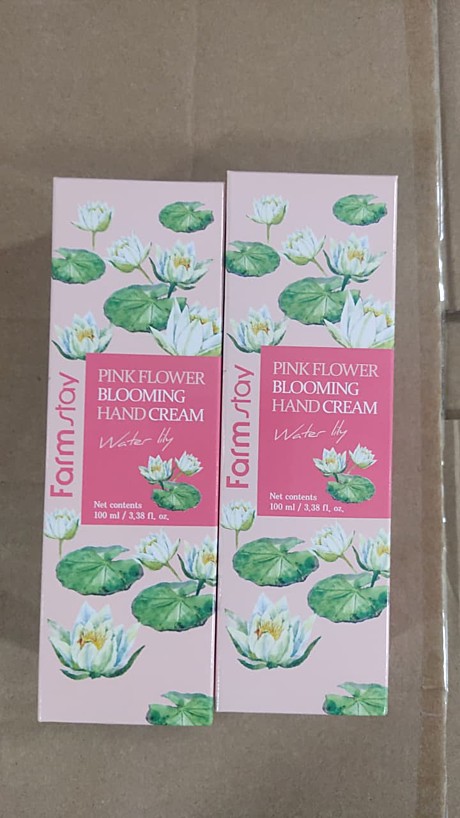 Farmstay
PINK FLOWER
BLOOMING
HAND CREAM
Water lily
Net contents
100 ml / 3,38 fl. oz.
Farmstay
PINK FLOWER
BLOOMING
HAND CREAM
Water lily
Net contents
100 ml / 3,38 fl. oz.